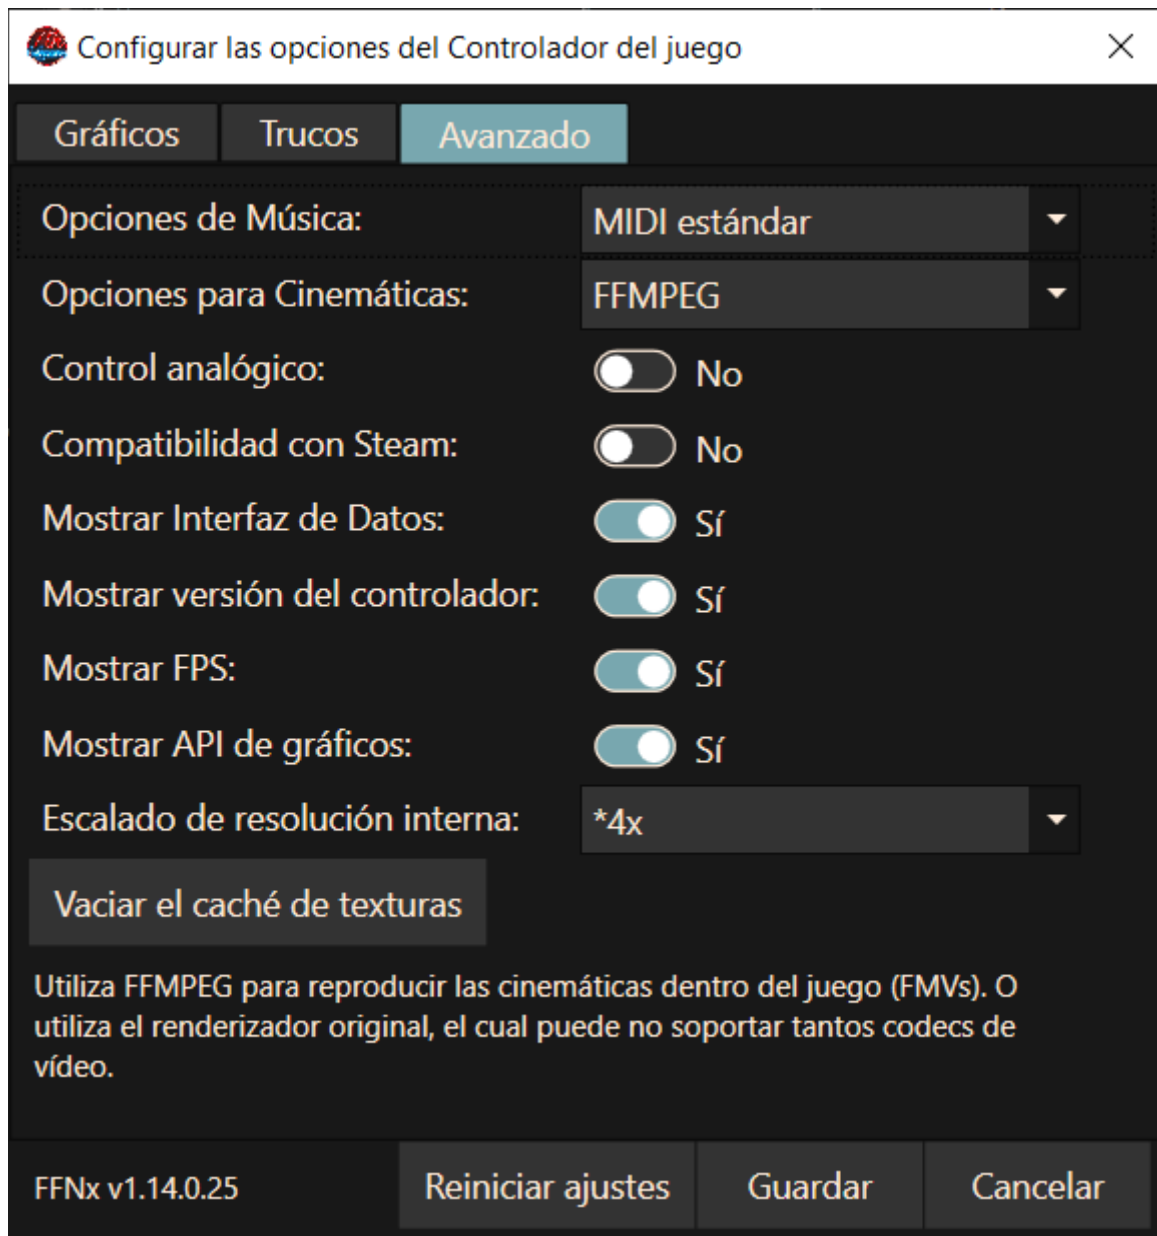 Configurar las opciones del Controlador del juego
Gráficos Trucos Avanzado
Opciones de Música: MIDI estándar
Opciones para Cinemáticas: FFMPEG
Control analógico: No
Compatibilidad con Steam: No
Mostrar Interfaz de Datos: Sí
Mostrar versión del controlador: Sí
Mostrar FPS: Sí
Mostrar API de gráficos: Sí
Escalado de resolución interna: *4x
Vaciar el caché de texturas
Utiliza FFMPEG para reproducir las cinemáticas dentro del juego (FMVs). O
utiliza el renderizador original, el cual puede no soportar tantos codecs de
vídeo.
FFNx v1.14.0.25 Reiniciar ajustes Guardar Cancelar